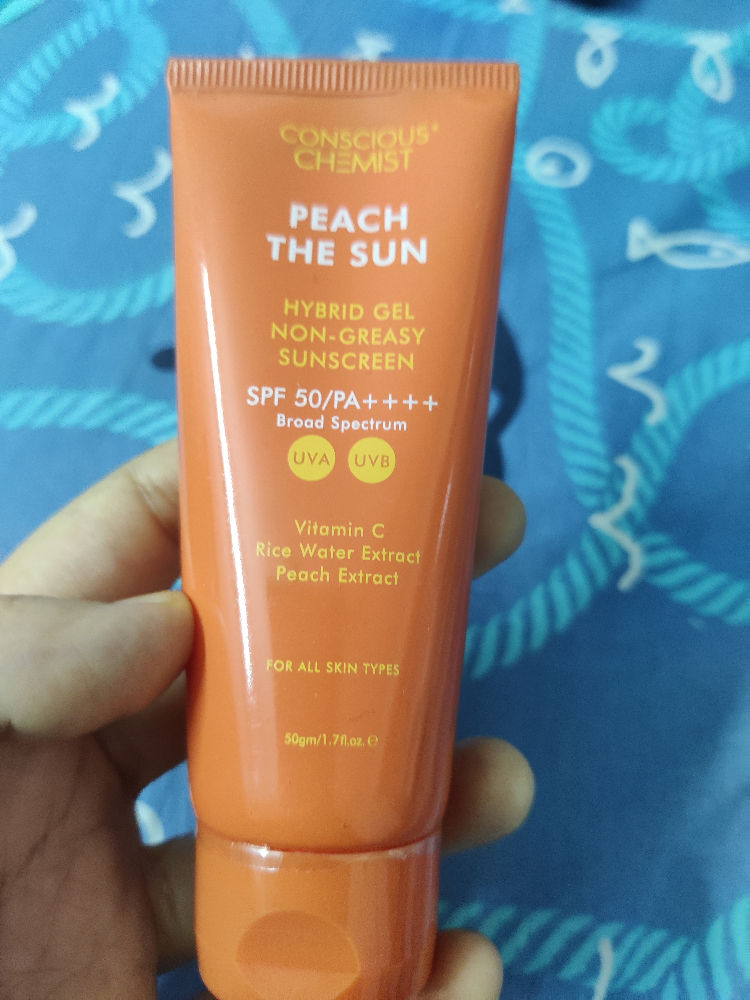 CONSCIOUS®
CHEMIST
PEACH
THE SUN
HYBRID GEL
NON-GREASY
SUNSCREEN
SPF 50/PA++++
Broad Spectrum
UVA UVB
Vitamin C
Rice Water Extract
Peach Extract
FOR ALL SKIN TYPES
50gm/1.7fl.oz. ℮